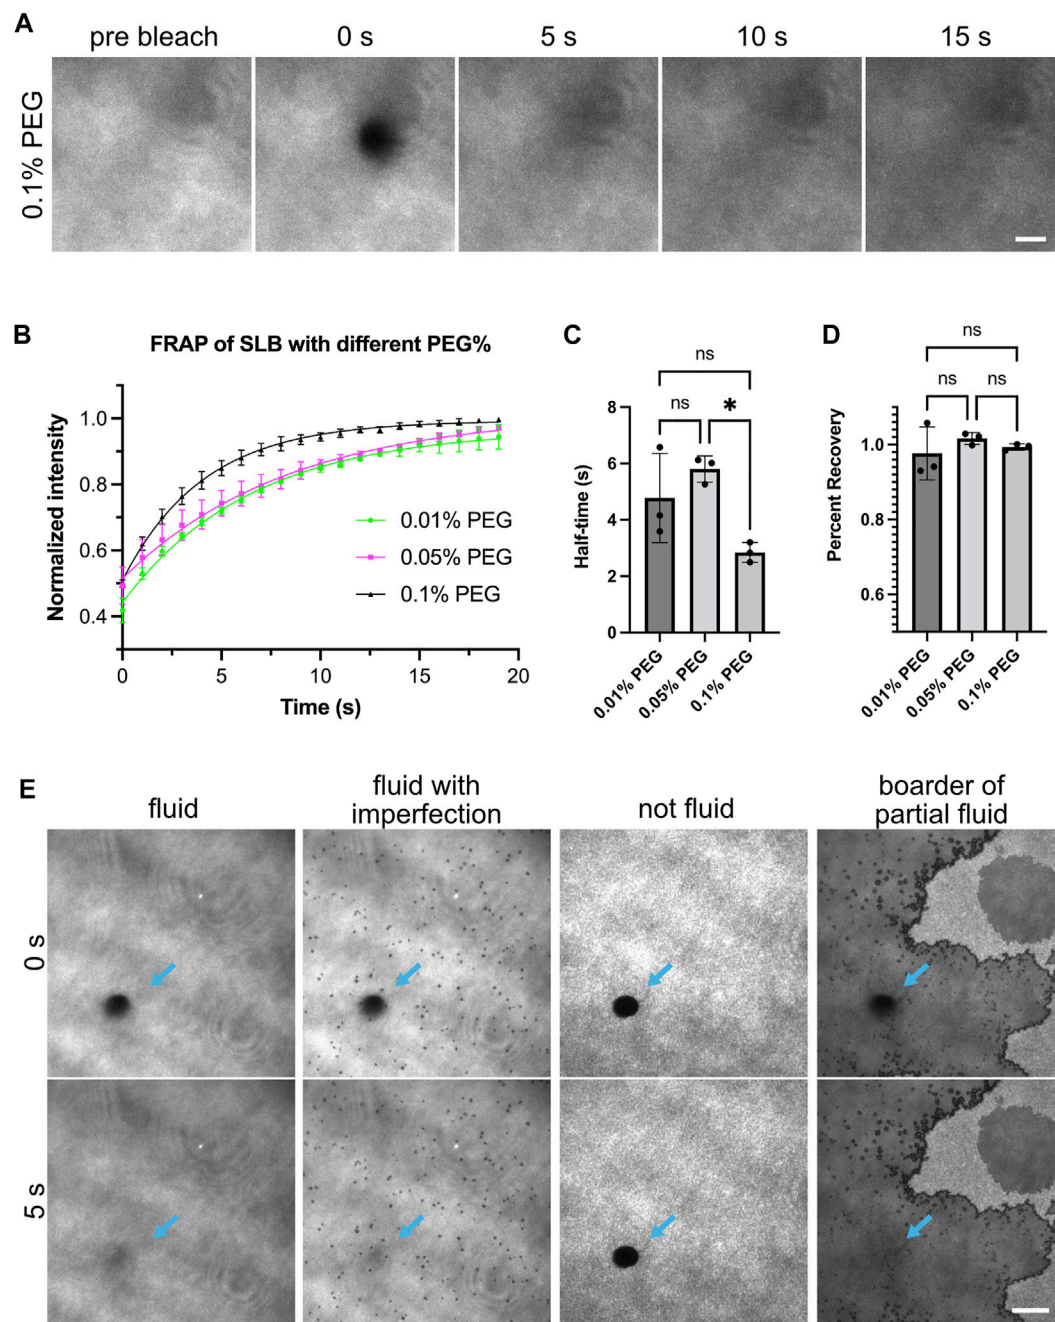 A
pre bleach 0 s 5 s 10 s 15 s
0.1% PEG
B
FRAP of SLB with different PEG%
Normalized intensity
1.0
0.8
0.6
0.4
0.01% PEG
0.05% PEG
0.1% PEG
0 5 10 15 20
Time (s)
C
ns
ns *
Half-time (s)
8
6
4
2
0
0.01% PEG 0.05% PEG 0.1% PEG
D
ns
ns ns
Percent Recovery
1.0
0.8
0.6
0.01% PEG 0.05% PEG 0.1% PEG
E
fluid
fluid with
imperfection
not fluid
boarder of
partial fluid
0 s
5 s